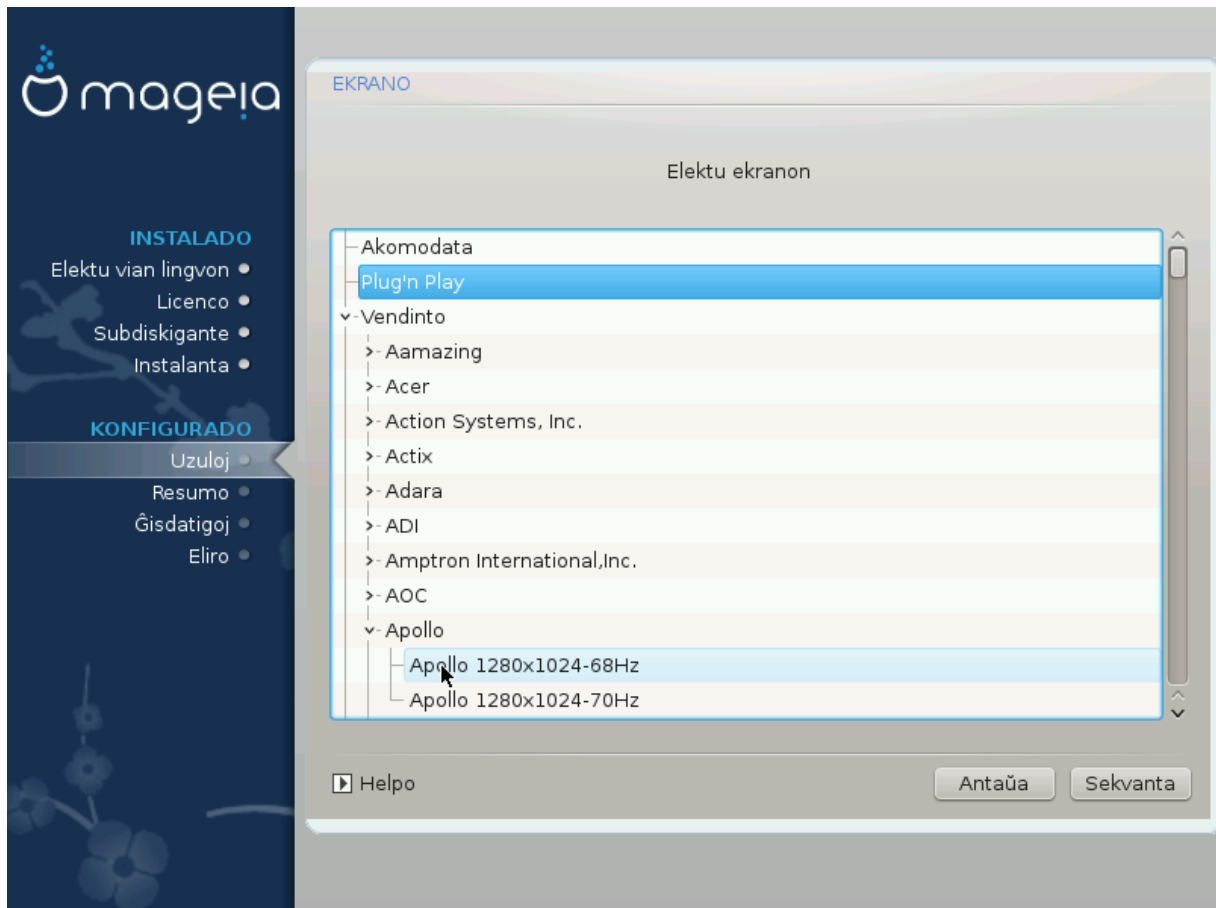 mageia
INSTALADO
Elektu vian lingvon
Licenco
Subdiskigante
Instalanta
KONFIGURADO
Uzuloj
Resumo
Ĝisdatigoj
Eliro
EKRANO
Elektu ekranon
Akomodata
Plug'n Play
Vendinto
Aamazing
Acer
Action Systems, Inc.
Actix
Adara
ADI
Amptron International,Inc.
AOC
Apollo
Apollo 1280x1024-68Hz
Apollo 1280x1024-70Hz
Helpo
Antaŭa
Sekvanta